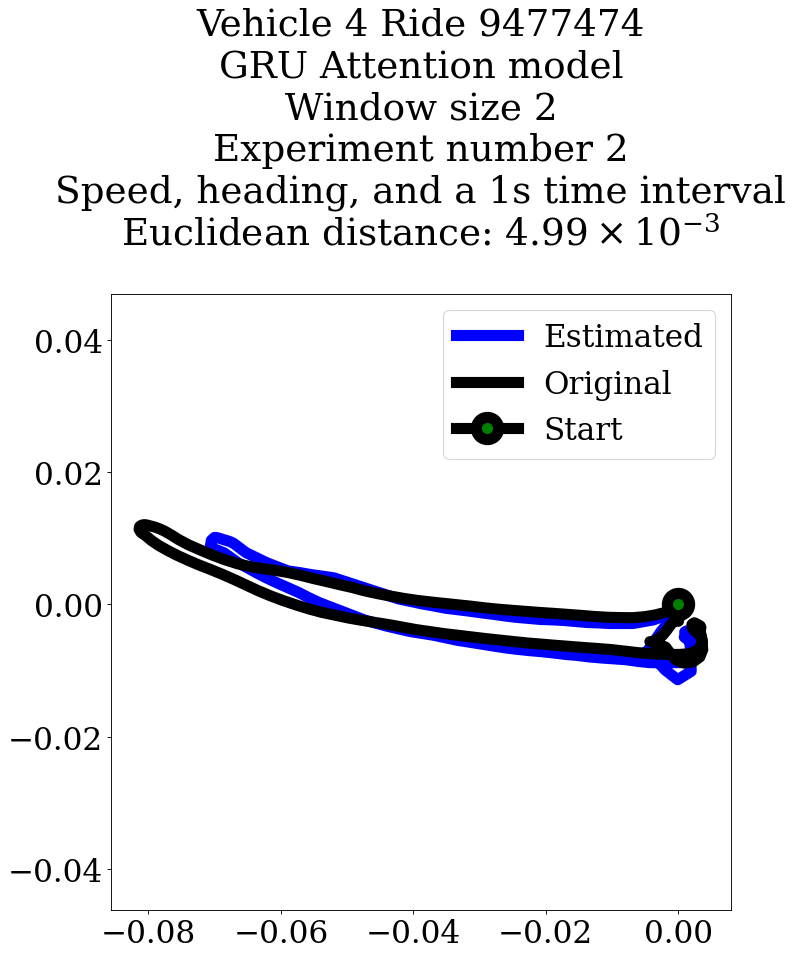 Vehicle 4 Ride 9477474
GRU Attention model
Window size 2
Experiment number 2
Speed, heading, and a 1s time interval
Euclidean distance: 4.99 × 10⁻³
Estimated
Original
Start
0.04
0.02
0.00
−0.02
−0.04
−0.08 −0.06 −0.04 −0.02 0.00